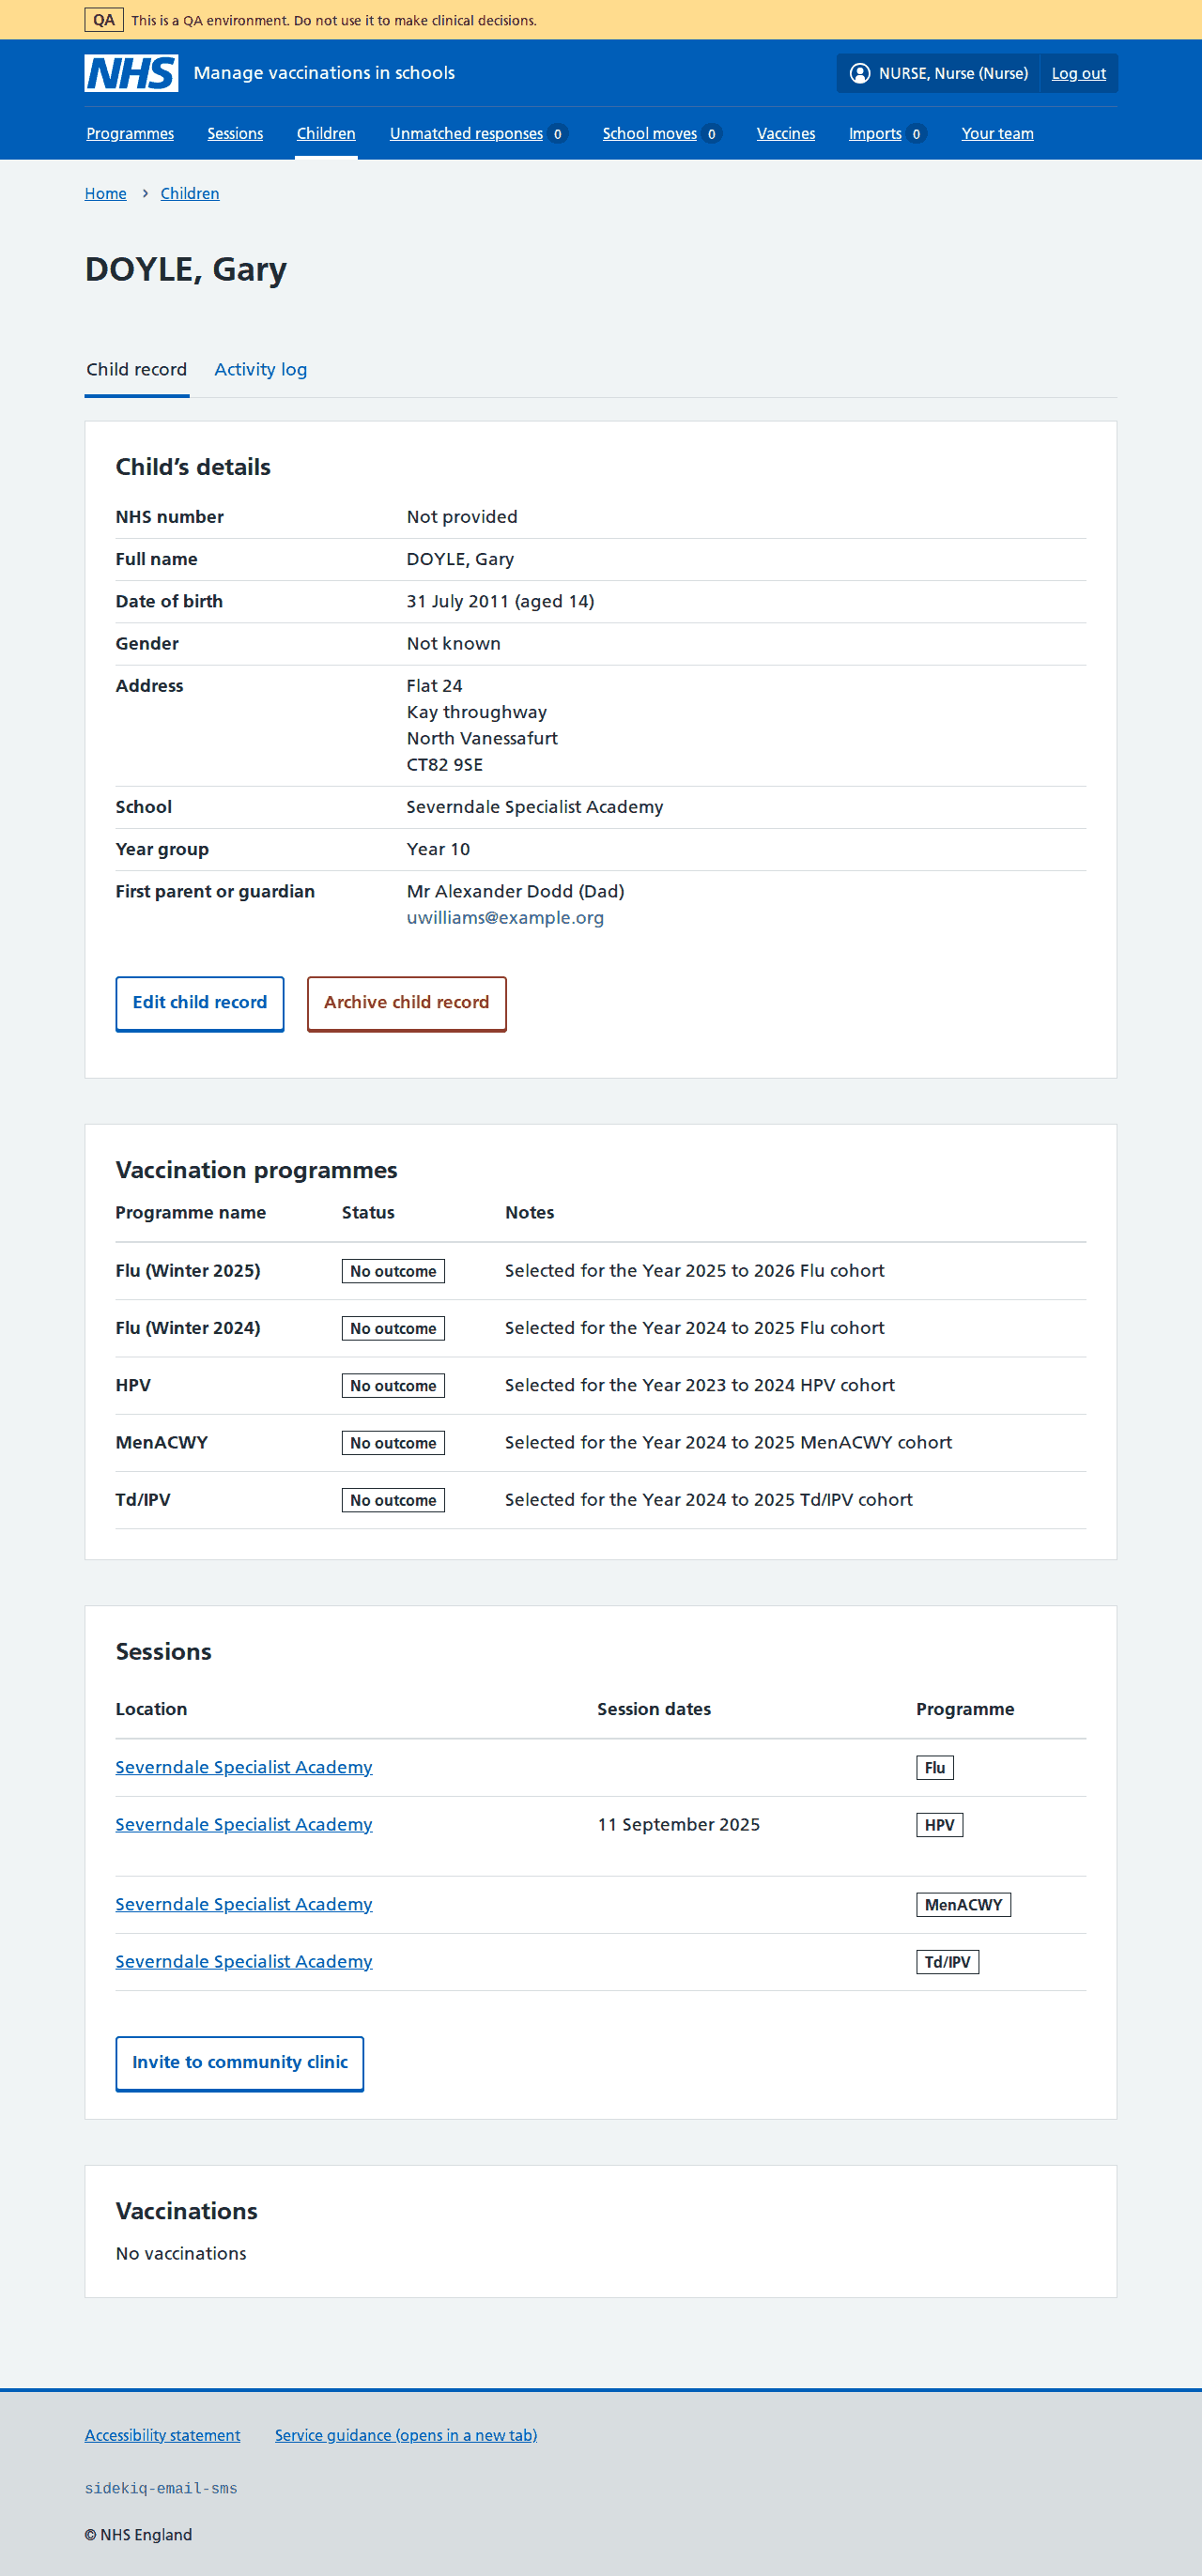 QA This is a QA environment. Do not use it to make clinical decisions.
NHS Manage vaccinations in schools NURSE, Nurse (Nurse) Log out
Programmes Sessions Children Unmatched responses 0 School moves 0 Vaccines Imports 0 Your team
Home › Children
DOYLE, Gary
Child record Activity log
Child’s details
NHS number Not provided
Full name DOYLE, Gary
Date of birth 31 July 2011 (aged 14)
Gender Not known
Address Flat 24
Kay throughway
North Vanessafurt
CT82 9SE
School Severndale Specialist Academy
Year group Year 10
First parent or guardian Mr Alexander Dodd (Dad)
uwilliams@example.org
Edit child record Archive child record
Vaccination programmes
Programme name Status Notes
Flu (Winter 2025) No outcome Selected for the Year 2025 to 2026 Flu cohort
Flu (Winter 2024) No outcome Selected for the Year 2024 to 2025 Flu cohort
HPV No outcome Selected for the Year 2023 to 2024 HPV cohort
MenACWY No outcome Selected for the Year 2024 to 2025 MenACWY cohort
Td/IPV No outcome Selected for the Year 2024 to 2025 Td/IPV cohort
Sessions
Location Session dates Programme
Severndale Specialist Academy Flu
Severndale Specialist Academy 11 September 2025 HPV
Severndale Specialist Academy MenACWY
Severndale Specialist Academy Td/IPV
Invite to community clinic
Vaccinations
No vaccinations
Accessibility statement Service guidance (opens in a new tab)
sidekiq-email-sms
© NHS England